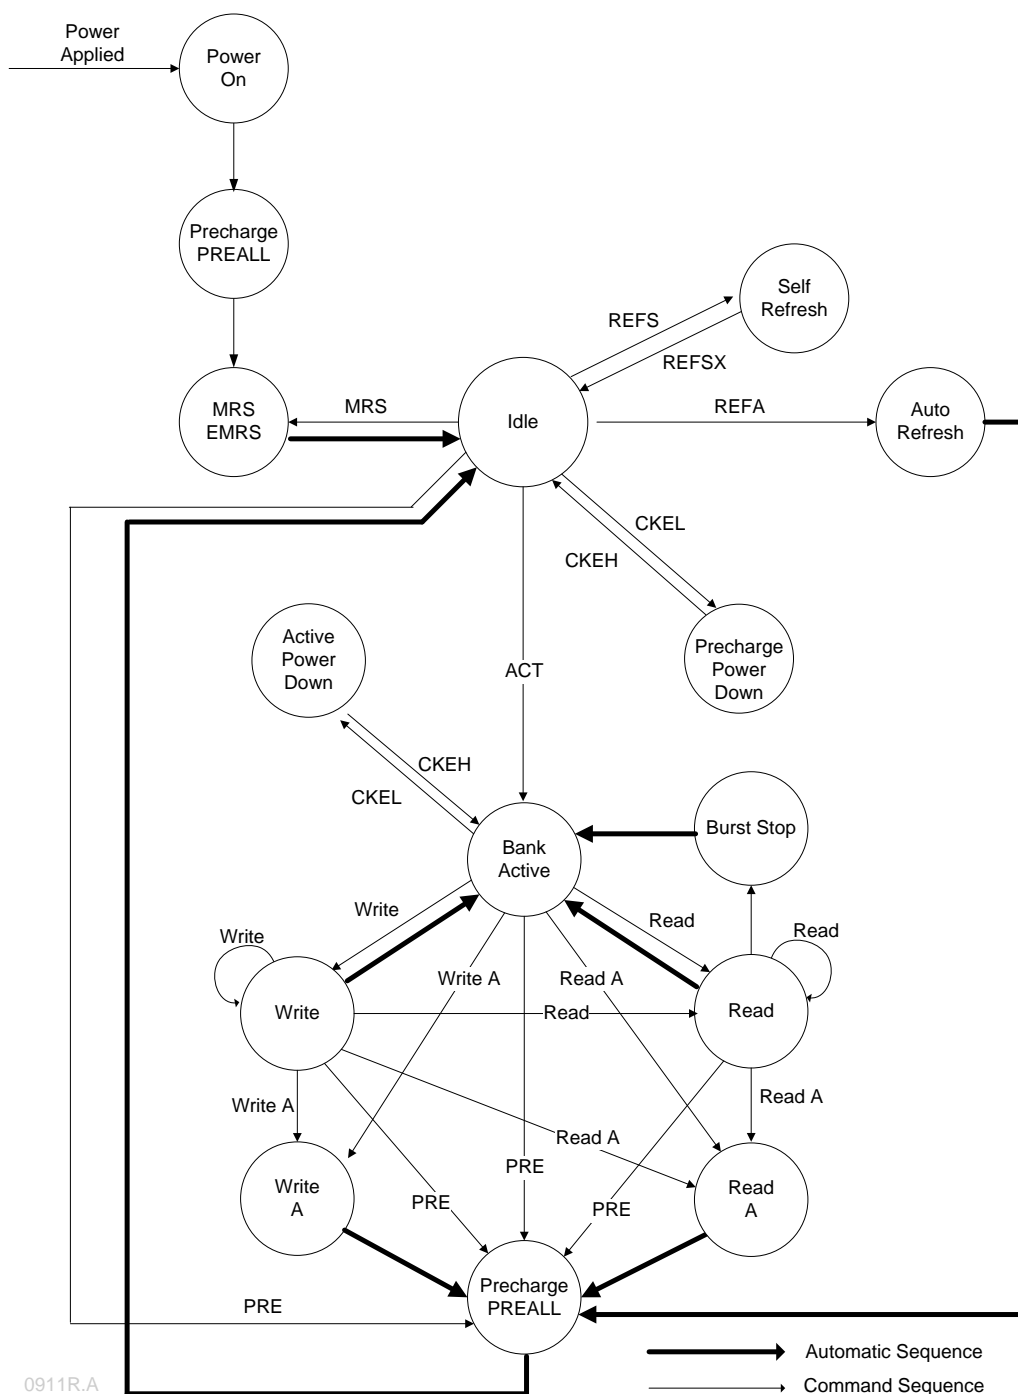 Power
Applied
Power
On
Precharge
PREALL
Self
Refresh
REFS
REFSX
MRS
EMRS
MRS
Idle
REFA
Auto
Refresh
CKEL
CKEH
Active
Power
Down
Precharge
Power
Down
ACT
CKEH
CKEL
Burst Stop
Bank
Active
Write
Read
Write
Read
Write A
Read A
Write
Read
Read
Write A
Read A
Read A
Write
A
PRE
PRE
PRE
Read
A
Precharge
PREALL
PRE
Automatic Sequence
Command Sequence
0911R.A